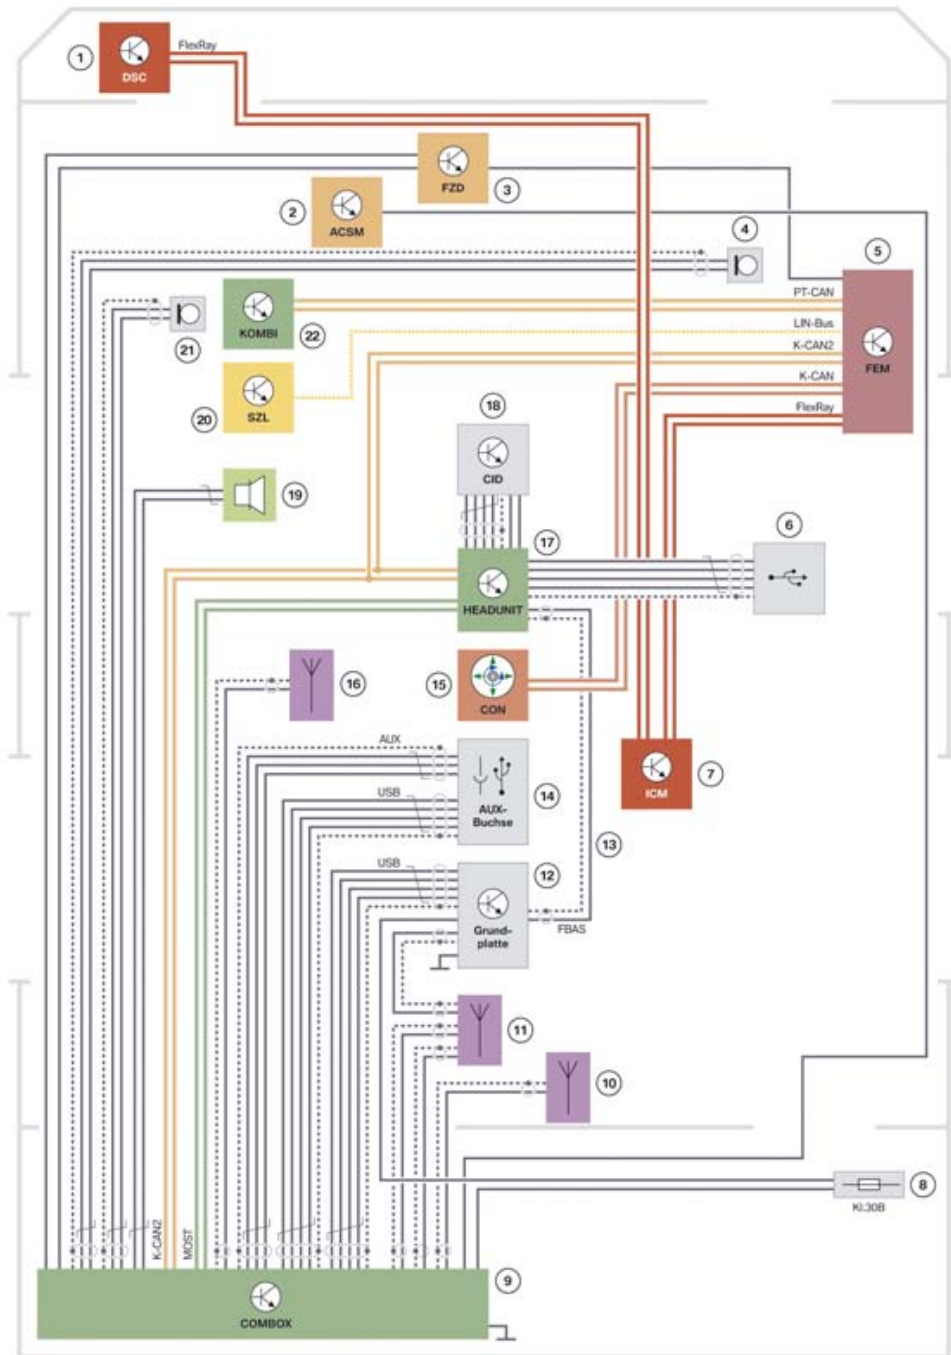 1
DSC
FlexRay
FZD
3
2
ACSM
4
5
PT-CAN
LIN-Bus
K-CAN2
K-CAN
FlexRay
FEM
21
KOMBI
22
20
SZL
18
CID
19
17
HEADUNIT
6
16
15
CON
7
ICM
AUX
USB
AUX-
Buchse
14
13
USB
12
Grund-
platte
FBAS
11
10
8
Kl.30B
K-CAN2
MOST
9
COMBOX